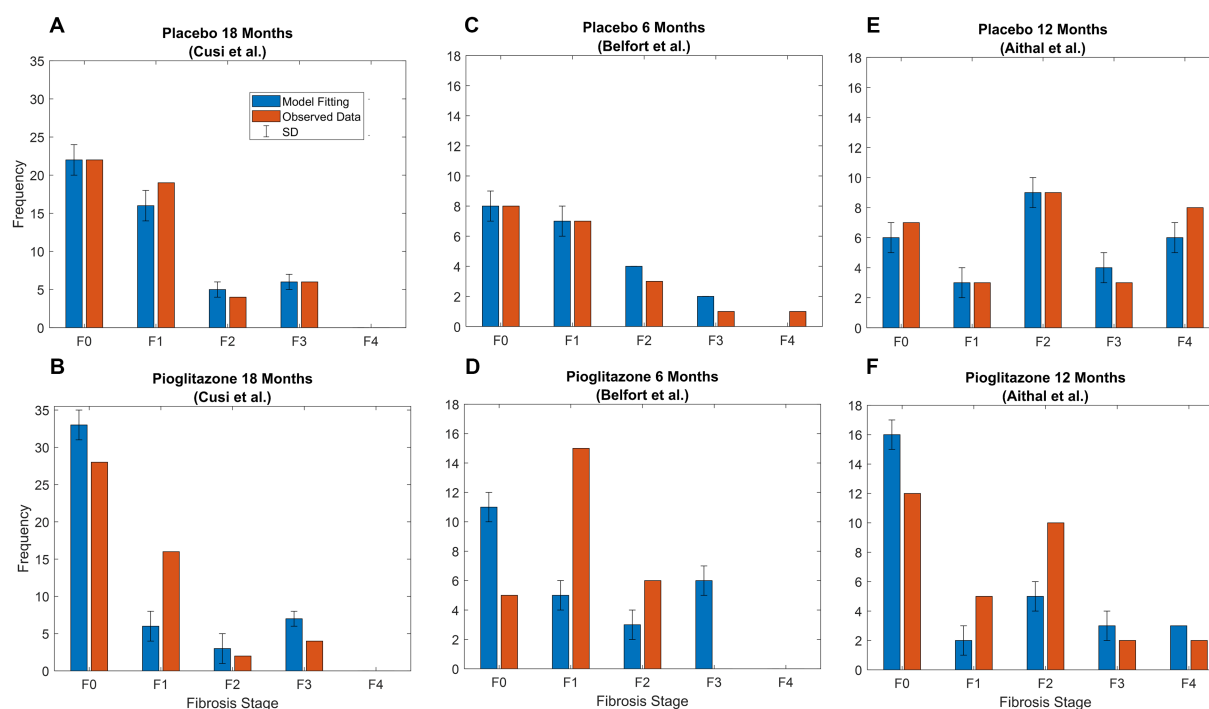 A
Placebo 18 Months
(Cusi et al.)
35
30
25
20
15
10
5
0
Frequency
Model Fitting
Observed Data
SD
F0 F1 F2 F3 F4
C
Placebo 6 Months
(Belfort et al.)
18
16
14
12
10
8
6
4
2
0
F0 F1 F2 F3 F4
E
Placebo 12 Months
(Aithal et al.)
18
16
14
12
10
8
6
4
2
0
F0 F1 F2 F3 F4
B
Pioglitazone 18 Months
(Cusi et al.)
35
30
25
20
15
10
5
0
Frequency
F0 F1 F2 F3 F4
Fibrosis Stage
D
Pioglitazone 6 Months
(Belfort et al.)
18
16
14
12
10
8
6
4
2
0
F0 F1 F2 F3 F4
Fibrosis Stage
F
Pioglitazone 12 Months
(Aithal et al.)
18
16
14
12
10
8
6
4
2
0
F0 F1 F2 F3 F4
Fibrosis Stage